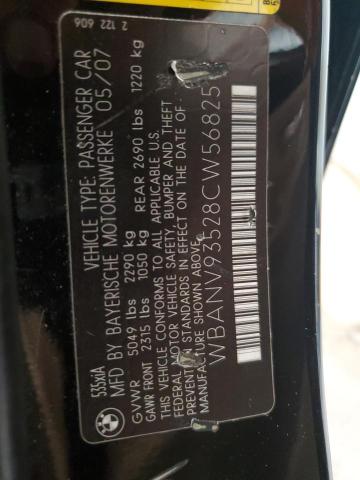 2 122 606
535xiA VEHICLE TYPE: PASSENGER CAR
MFD BY BAYERISCHE MOTORENWERKE 05/07
GVWR 5049 lbs 2290 kg
GAWR FRONT 2315 lbs 1050 kg REAR 2690 lbs 1220 kg
THIS VEHICLE CONFORMS TO ALL APPLICABLE U.S.
FEDERAL MOTOR VEHICLE SAFETY, BUMPER, AND THEFT
PREVENTION STANDARDS IN EFFECT ON THE DATE OF
MANUFACTURE SHOWN ABOVE.
WBANV93528CW56825